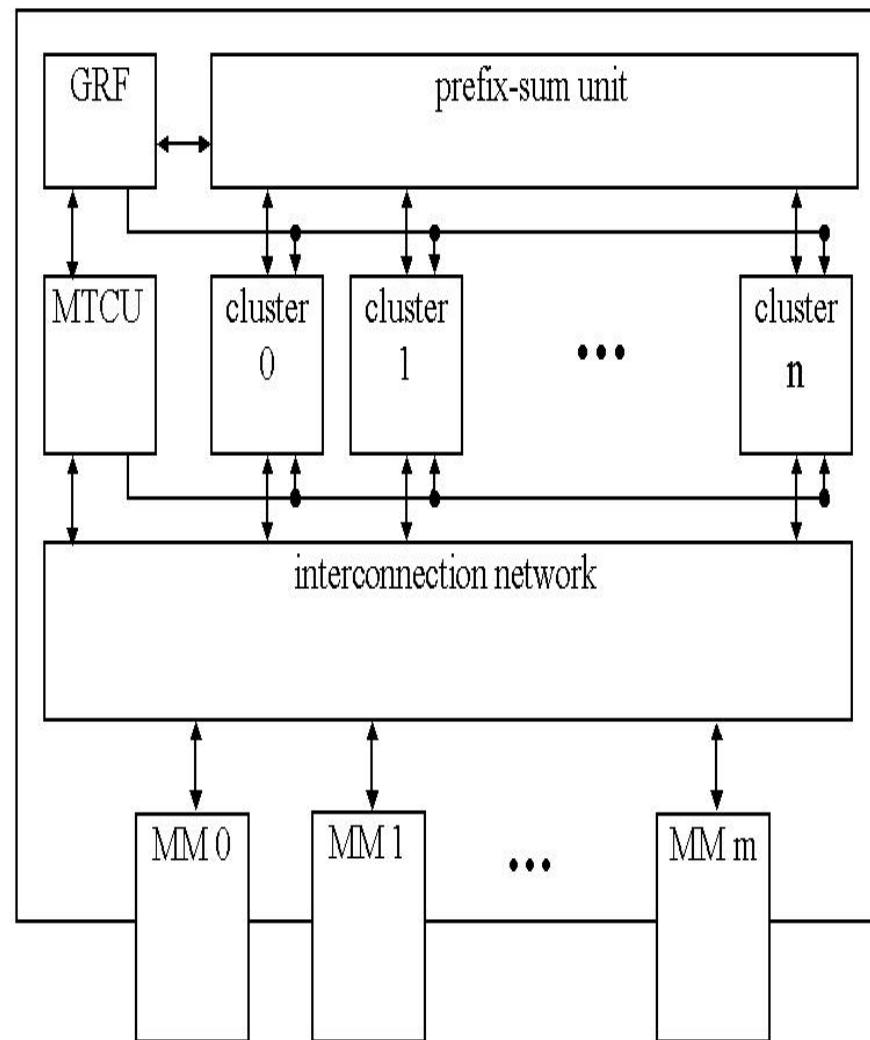 GRF
prefix-sum unit
MTCU
cluster
0
cluster
1
cluster
n
interconnection network
MM 0
MM 1
MM m